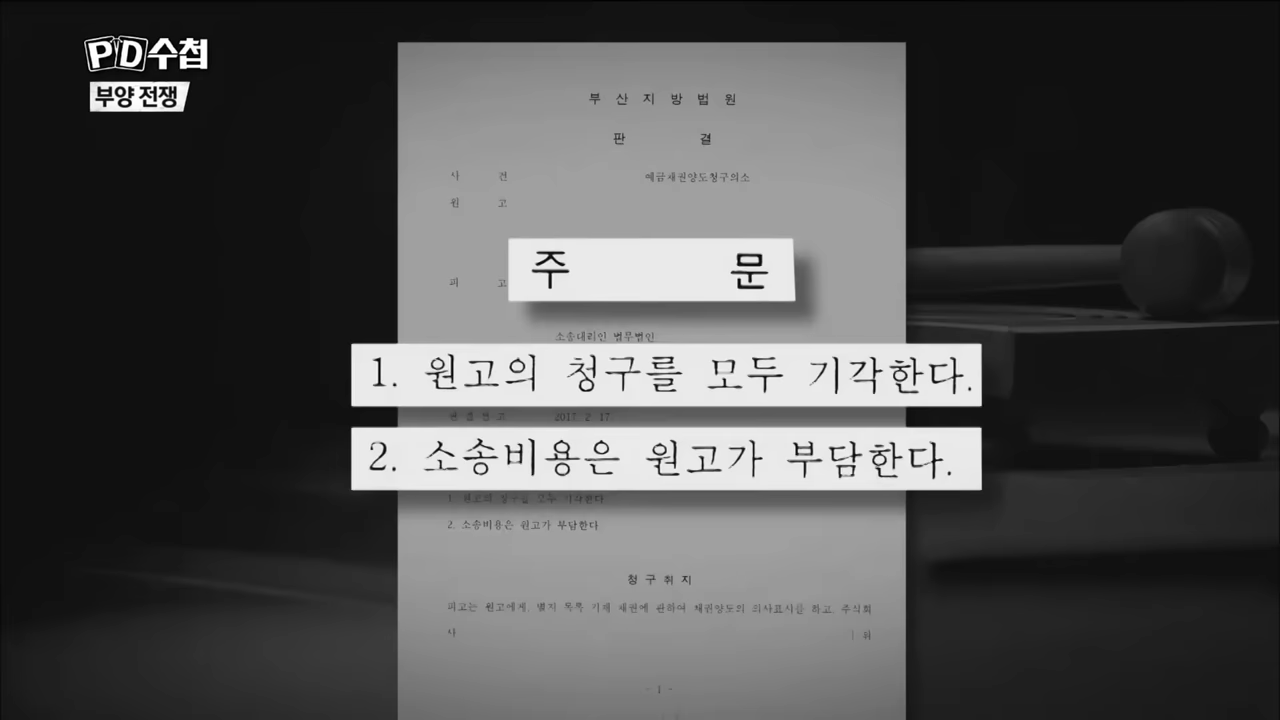 PD수첩
부양 전쟁
부 산 지 방 법 원
판 결
사 건 예금채권양도청구의소
원 고
주 문
피 고
소송대리인 법무법인
1. 원고의 청구를 모두 기각한다.
2017. 2. 17
2. 소송비용은 원고가 부담한다.
1. 원고의 청구를 모두 기각한다
2. 소송비용은 원고가 부담한다
청 구 취 지
피고는 원고에게, 별지 목록 기재 채권에 관하여 채권양도의 의사표시를 하고, 주식회
사
- 1 -